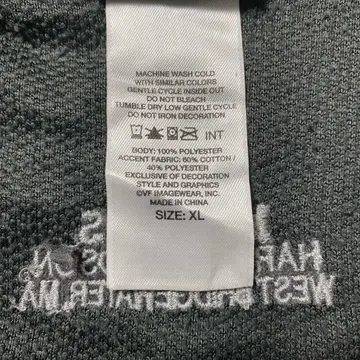 MACHINE WASH COLD
WITH SIMILAR COLORS
GENTLE CYCLE INSIDE OUT
DO NOT BLEACH
TUMBLE DRY LOW GENTLE CYCLE
DO NOT IRON DECORATION
INT
BODY: 100% POLYESTER
ACCENT FABRIC: 60% COTTON /
40% POLYESTER
EXCLUSIVE OF DECORATION
STYLE AND GRAPHICS
©VF IMAGEWEAR, INC.
MADE IN CHINA
SIZE: XL
WEST BRIDGEWATER, MA